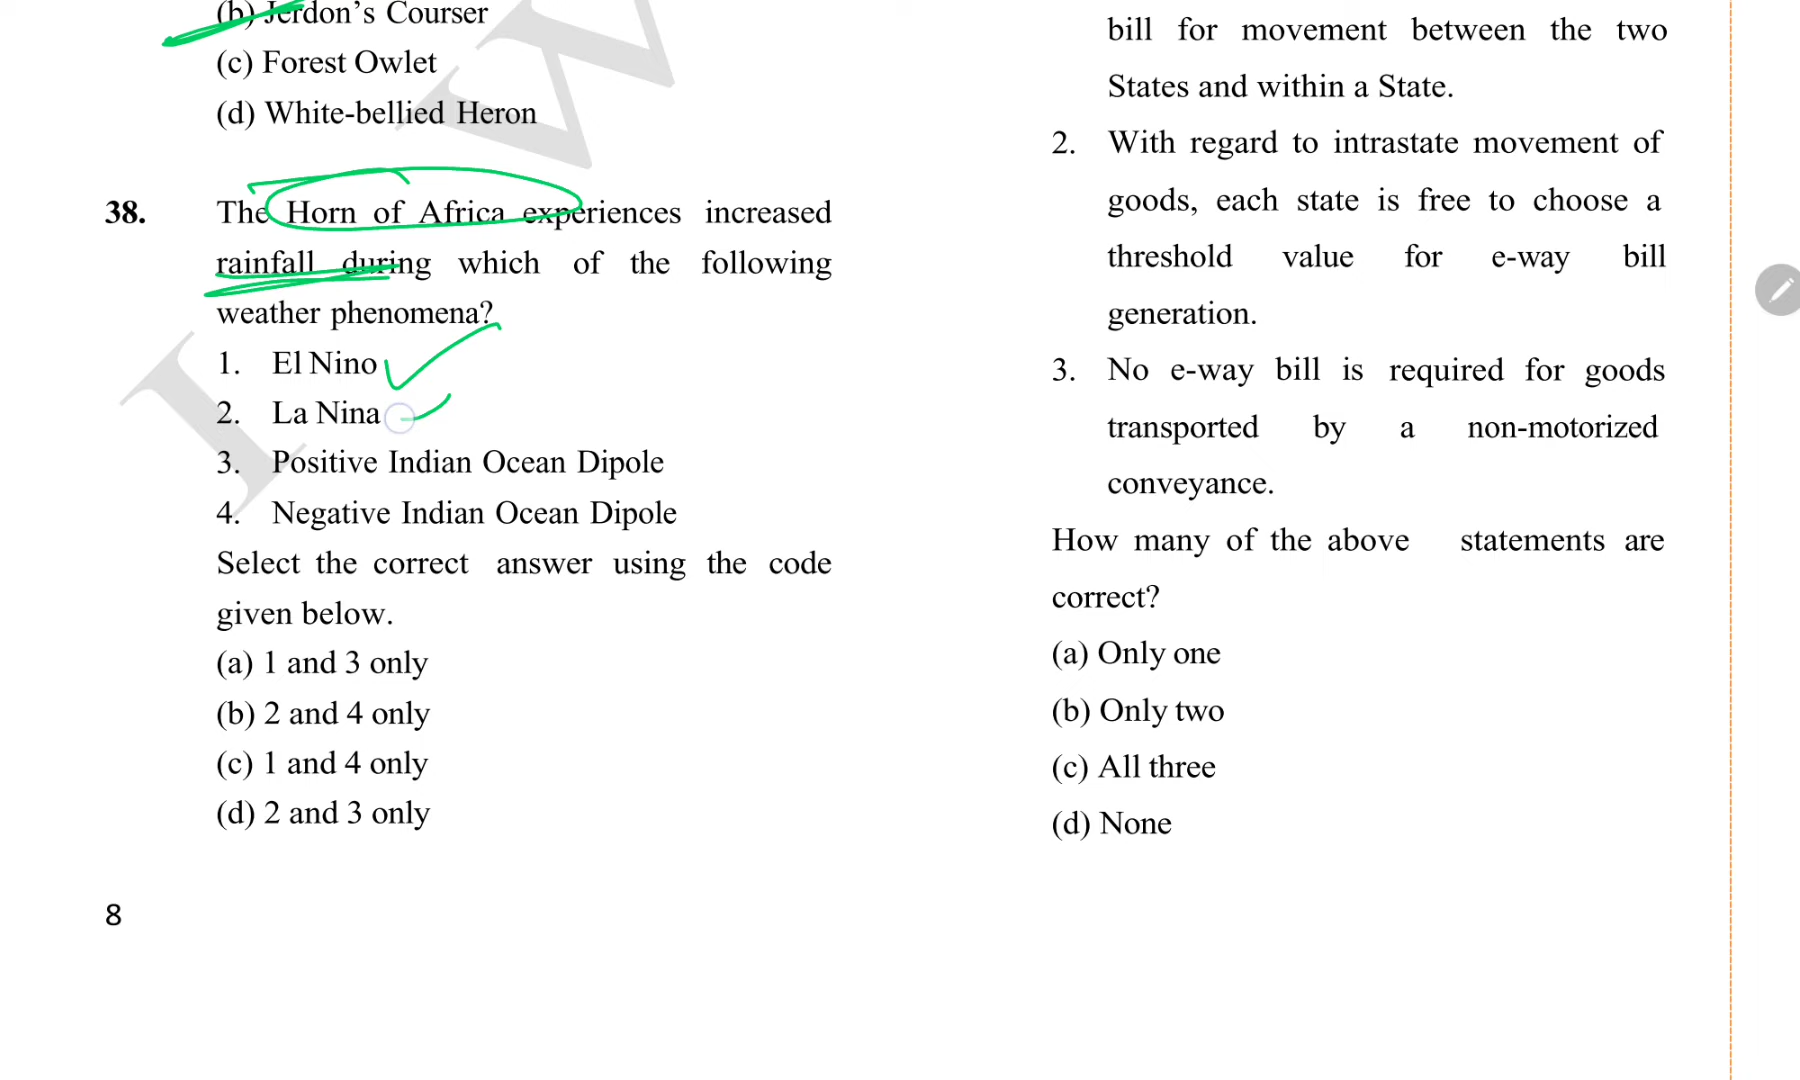 (b) Jerdon's Courser
(c) Forest Owlet
(d) White-bellied Heron
38. The Horn of Africa experiences increased
rainfall during which of the following
weather phenomena?
1. El Nino
2. La Nina
3. Positive Indian Ocean Dipole
4. Negative Indian Ocean Dipole
Select the correct answer using the code
given below.
(a) 1 and 3 only
(b) 2 and 4 only
(c) 1 and 4 only
(d) 2 and 3 only
8
bill for movement between the two
States and within a State.
2. With regard to intrastate movement of
goods, each state is free to choose a
threshold value for e-way bill
generation.
3. No e-way bill is required for goods
transported by a non-motorized
conveyance.
How many of the above statements are
correct?
(a) Only one
(b) Only two
(c) All three
(d) None